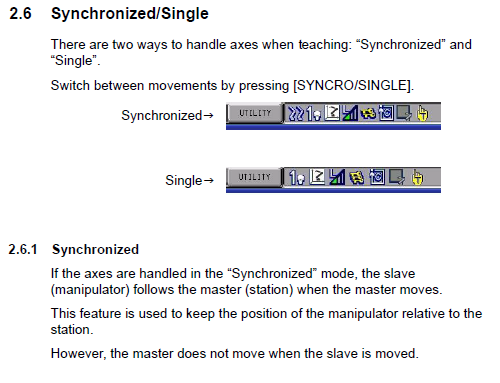 2.6 Synchronized/Single
There are two ways to handle axes when teaching: “Synchronized” and
“Single”.
Switch between movements by pressing [SYNCRO/SINGLE].
Synchronized→ UTILITY
Single→ UTILITY
2.6.1 Synchronized
If the axes are handled in the “Synchronized” mode, the slave
(manipulator) follows the master (station) when the master moves.
This feature is used to keep the position of the manipulator relative to the
station.
However, the master does not move when the slave is moved.